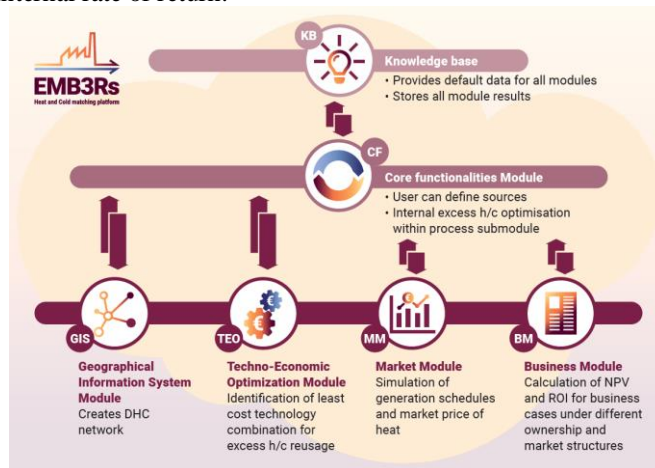 internal rate of return.
EMB3Rs
Heat and Cold matching platform
KB
Knowledge base
• Provides default data for all modules
• Stores all module results
CF
Core functionalities Module
• User can define sources
• Internal excess h/c optimisation
within process submodule
GIS
Geographical
Information System
Module
Creates DHC
network
TEO
Techno-Economic
Optimization Module
Identification of least
cost technology
combination for
excess h/c reusage
MM
Market Module
Simulation of
generation schedules
and market price of
heat
BM
Business Module
Calculation of NPV
and ROI for business
cases under different
ownership and
market structures